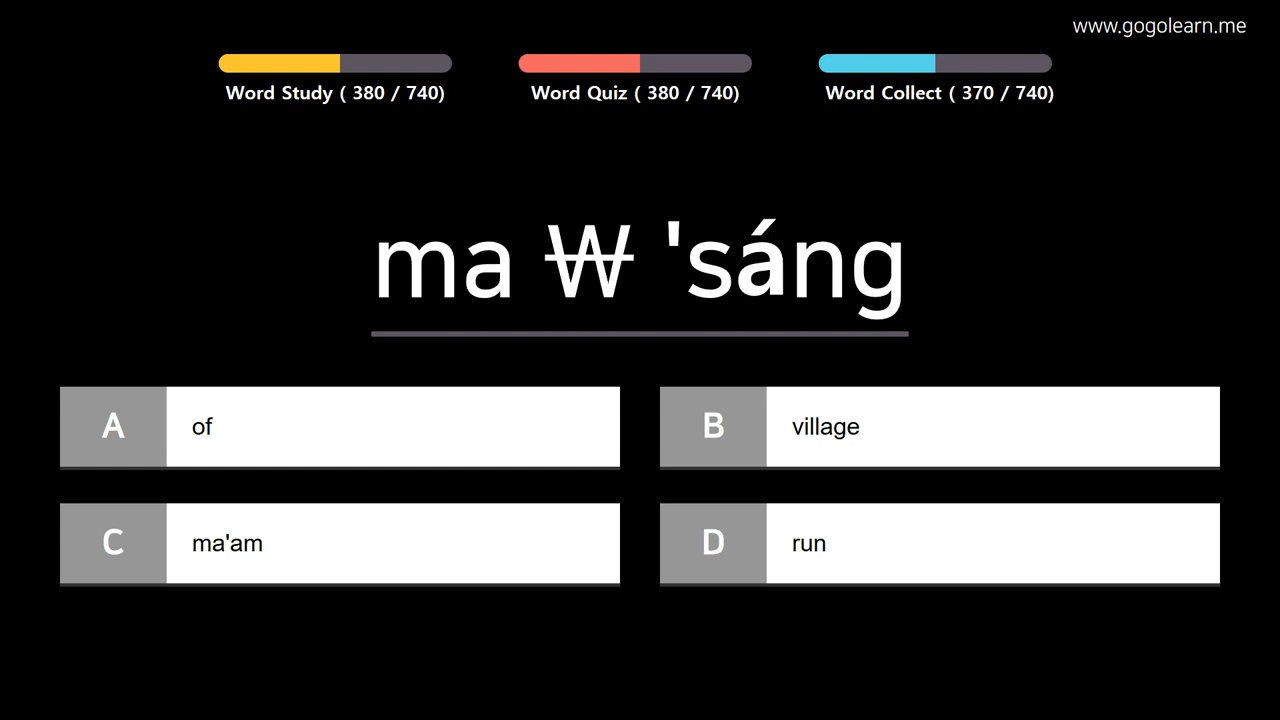 www.gogolearn.me
Word Study ( 380 / 740)
Word Quiz ( 380 / 740)
Word Collect ( 370 / 740)
ma ₩ 'sáng
A of
B village
C ma'am
D run